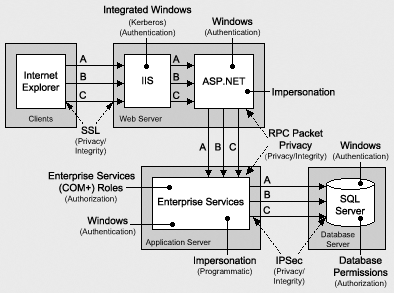 Integrated Windows
(Kerberos)
(Authentication)
Windows
(Authentication)
Internet
Explorer
A
B
C
IIS
A
B
C
ASP.NET
Impersonation
Clients
SSL
(Privacy/
Integrity)
Web Server
A
B
C
RPC Packet
Privacy
(Privacy/Integrity)
Enterprise Services
(COM+) Roles
(Authorization)
Windows
(Authentication)
Enterprise Services
A
B
C
Windows
(Authentication)
SQL
Server
Application Server
Impersonation
(Programmatic)
IPSec
(Privacy/
Integrity)
Database
Server
Database
Permissions
(Authorization)